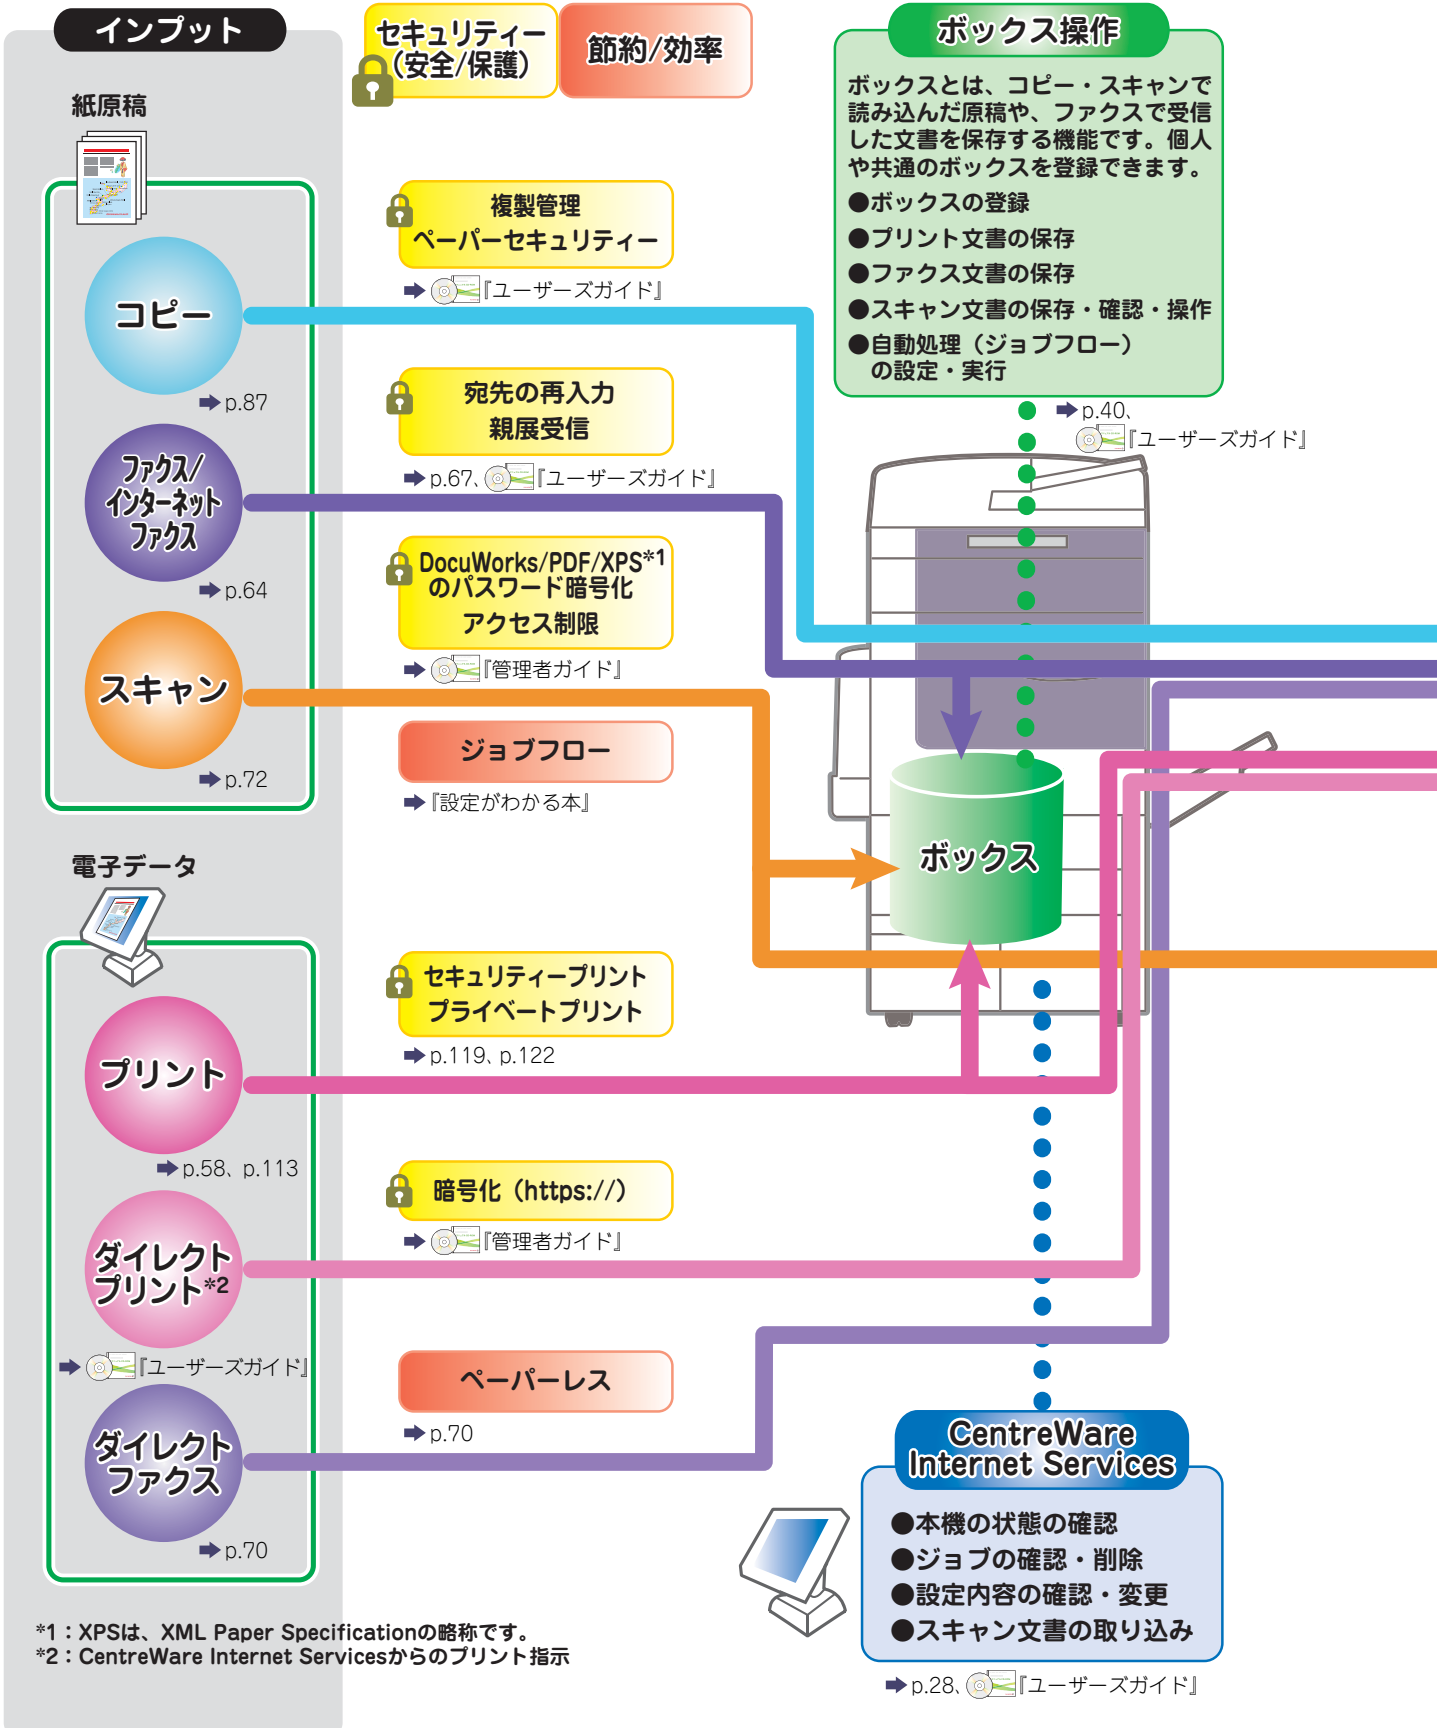 インプット
セキュリティー
（安全/保護）
節約/効率
ボックス操作
ボックスとは、コピー・スキャンで
読み込んだ原稿や、ファクスで受信
した文書を保存する機能です。個人
や共通のボックスを登録できます。
●ボックスの登録
●プリント文書の保存
●ファクス文書の保存
●スキャン文書の保存・確認・操作
●自動処理（ジョブフロー）
の設定・実行
p.40、
『ユーザーズガイド』
紙原稿
コピー
p.87
複製管理
ペーパーセキュリティー
『ユーザーズガイド』
ファクス/
インターネット
ファクス
p.64
宛先の再入力
親展受信
p.67、『ユーザーズガイド』
スキャン
p.72
DocuWorks/PDF/XPS*1
のパスワード暗号化
アクセス制限
『管理者ガイド』
ジョブフロー
『設定がわかる本』
ボックス
電子データ
プリント
p.58、p.113
セキュリティープリント
プライベートプリント
p.119、p.122
ダイレクト
プリント*2
『ユーザーズガイド』
暗号化（https://）
『管理者ガイド』
ダイレクト
ファクス
p.70
ペーパーレス
p.70
CentreWare
Internet Services
●本機の状態の確認
●ジョブの確認・削除
●設定内容の確認・変更
●スキャン文書の取り込み
p.28、『ユーザーズガイド』
*1：XPSは、XML Paper Specificationの略称です。
*2：CentreWare Internet Servicesからのプリント指示